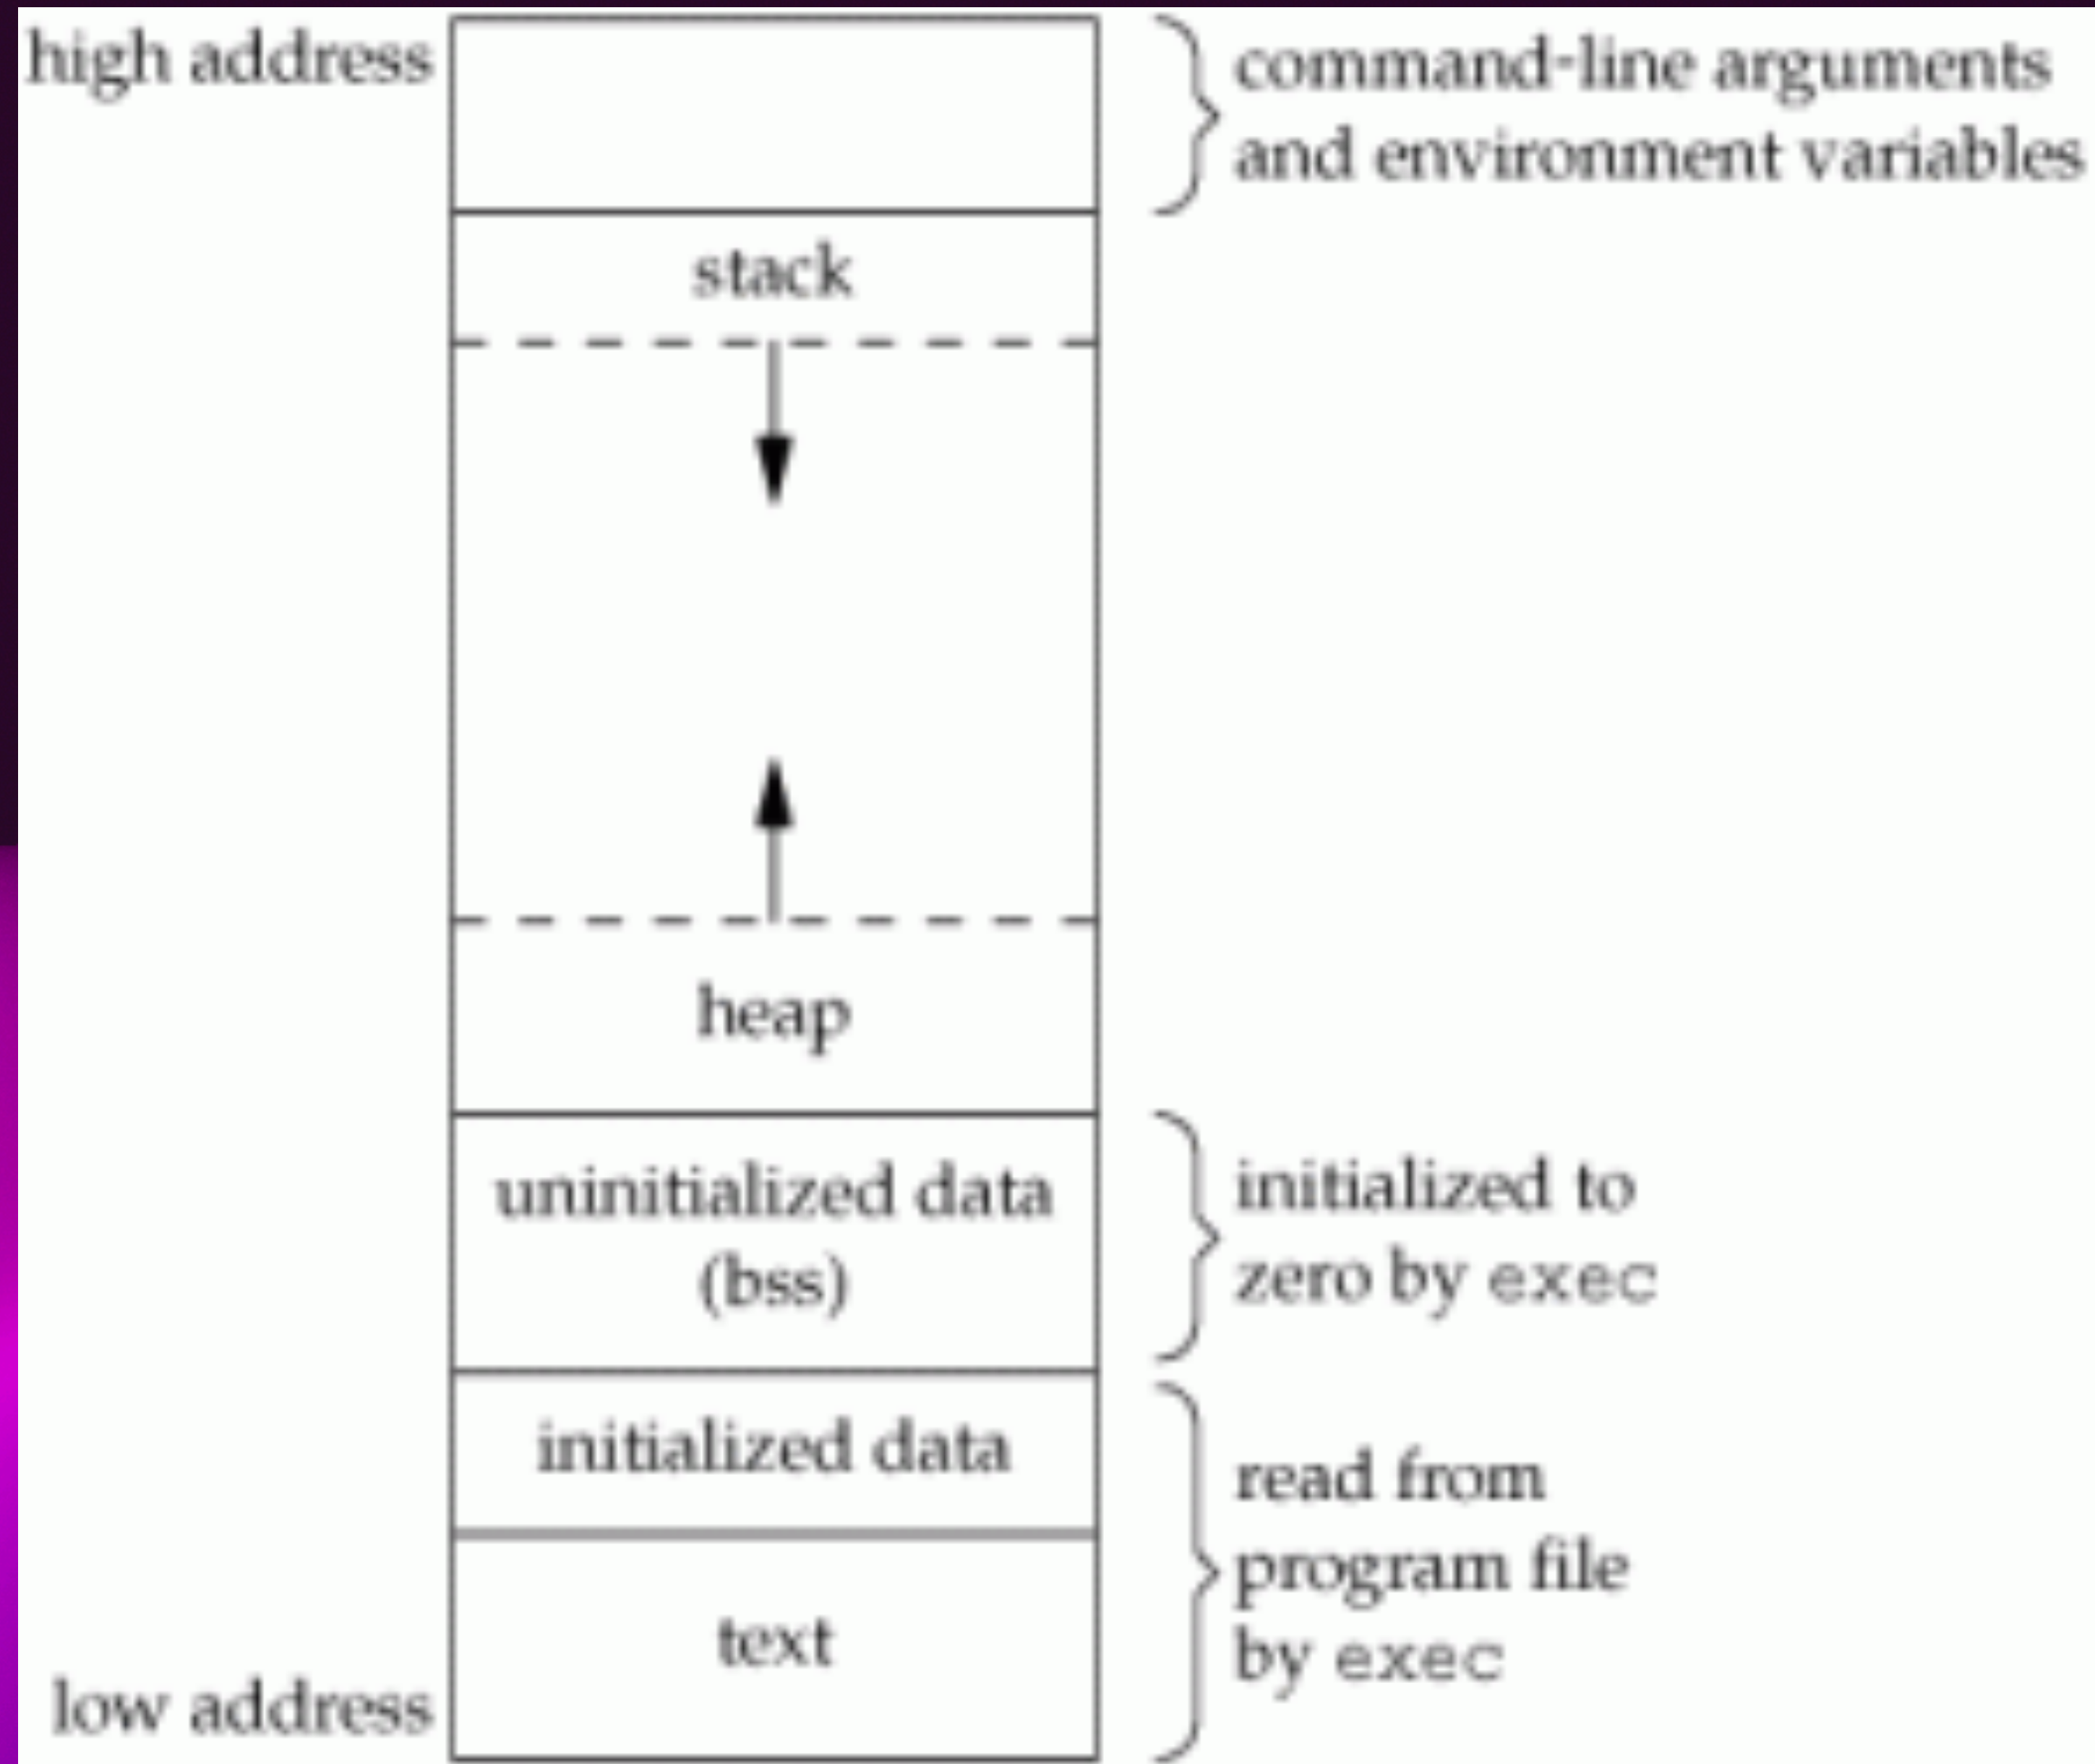 high address
command-line arguments
and environment variables
stack
heap
uninitialized data
(bss)
initialized to
zero by exec
initialized data
read from
program file
by exec
text
low address